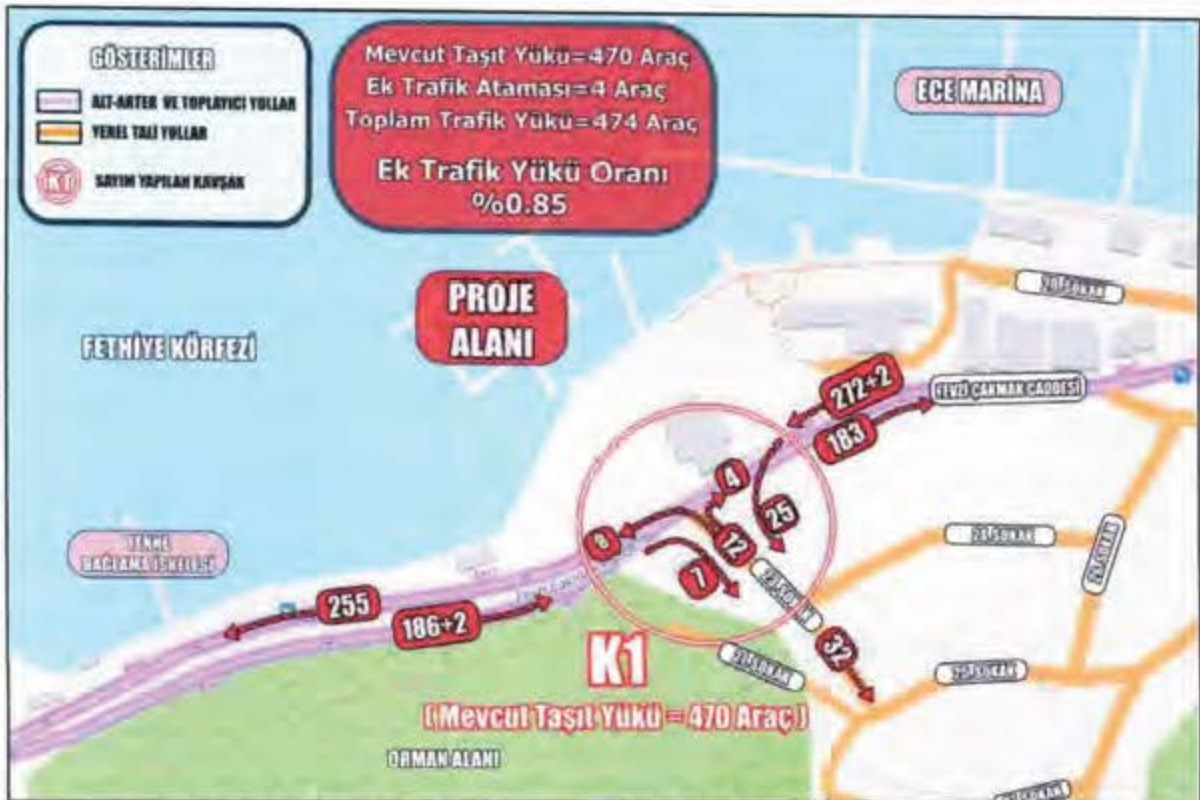 GÖSTERİMLER
ALT-ARTER VE TOPLAYICI YOLLAR
YEREL TALİ YOLLAR
K1
SAYIM YAPILAN KAVŞAK
Mevcut Taşıt Yükü=470 Araç
Ek Trafik Ataması=4 Araç
Toplam Trafik Yükü=474 Araç
Ek Trafik Yükü Oranı
%0.85
ECE MARİNA
PROJE
ALANI
FETHİYE KÖRFEZİ
272+2
FEVZİ ÇAKMAK CADDESİ
183
4
25
8
12
7
BAĞLAMA İSKELESİ
255
186+2
32
K1
(Mevcut Taşıt Yükü = 470 Araç)
ORMAN ALANI